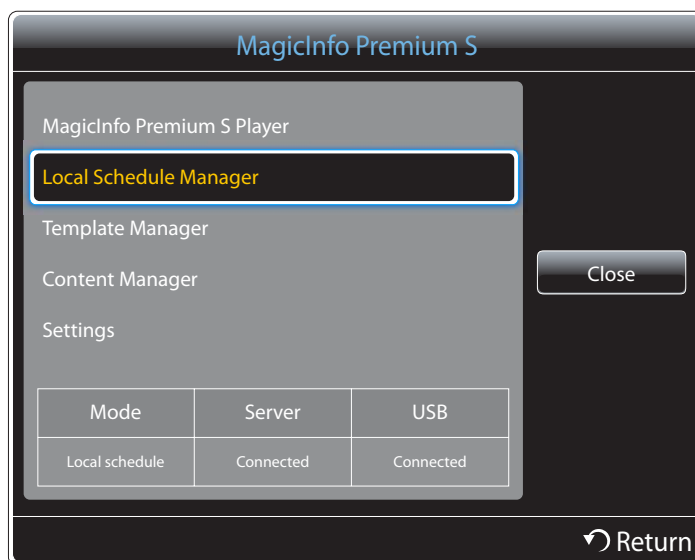 MagicInfo Premium S
MagicInfo Premium S Player
Local Schedule Manager
Template Manager
Content Manager
Settings
Close
Mode Server USB
Local schedule Connected Connected
Return